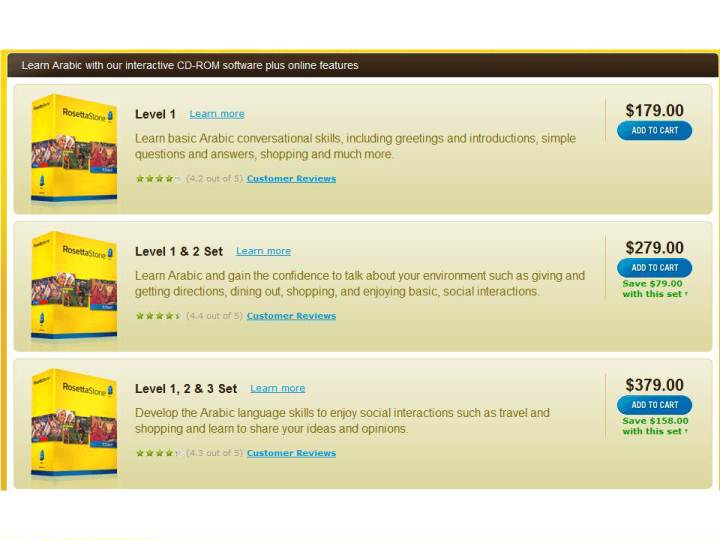 Learn Arabic with our interactive CD-ROM software plus online features
RosettaStone
Level 1 Learn more
Learn basic Arabic conversational skills, including greetings and introductions, simple
questions and answers, shopping and much more.
(4.2 out of 5) Customer Reviews
$179.00
ADD TO CART
RosettaStone
Level 1 & 2 Set Learn more
Learn Arabic and gain the confidence to talk about your environment such as giving and
getting directions, dining out, shopping, and enjoying basic, social interactions.
(4.4 out of 5) Customer Reviews
$279.00
ADD TO CART
Save $79.00
with this set †
RosettaStone
Level 1, 2 & 3 Set Learn more
Develop the Arabic language skills to enjoy social interactions such as travel and
shopping and learn to share your ideas and opinions.
(4.3 out of 5) Customer Reviews
$379.00
ADD TO CART
Save $158.00
with this set †